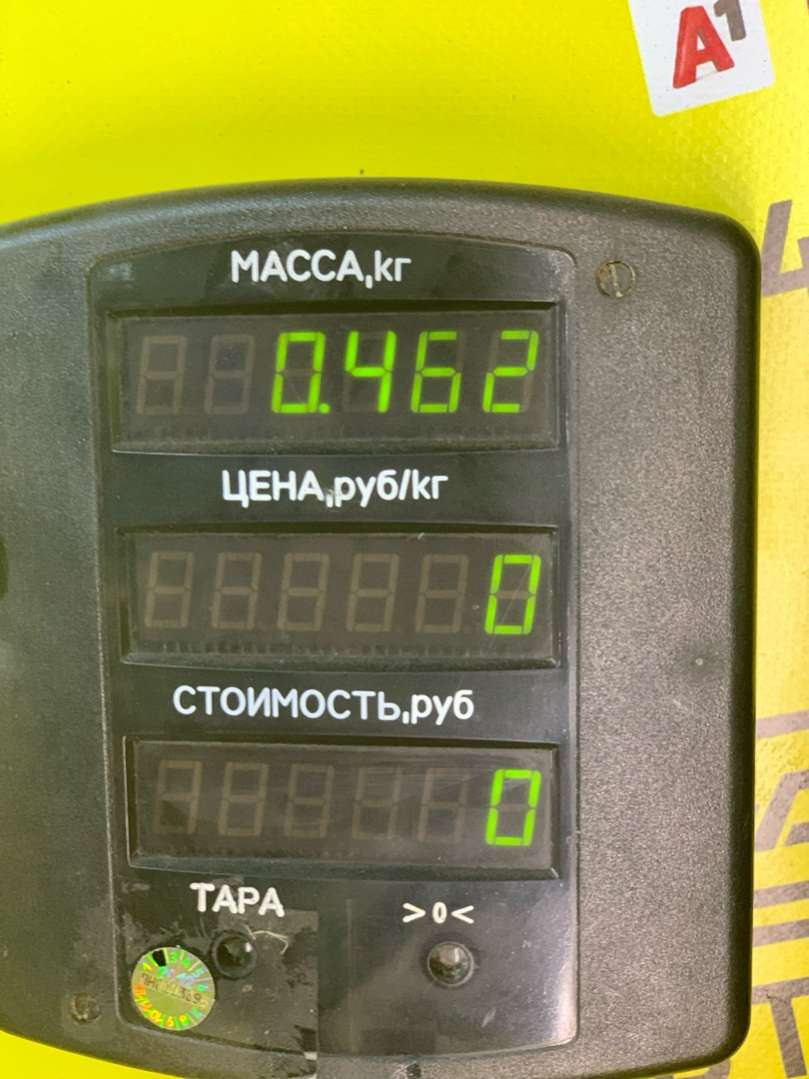 A1
МАССА,кг
0.462
ЦЕНА,руб/кг
0
СТОИМОСТЬ,руб
0
ТАРА >0<